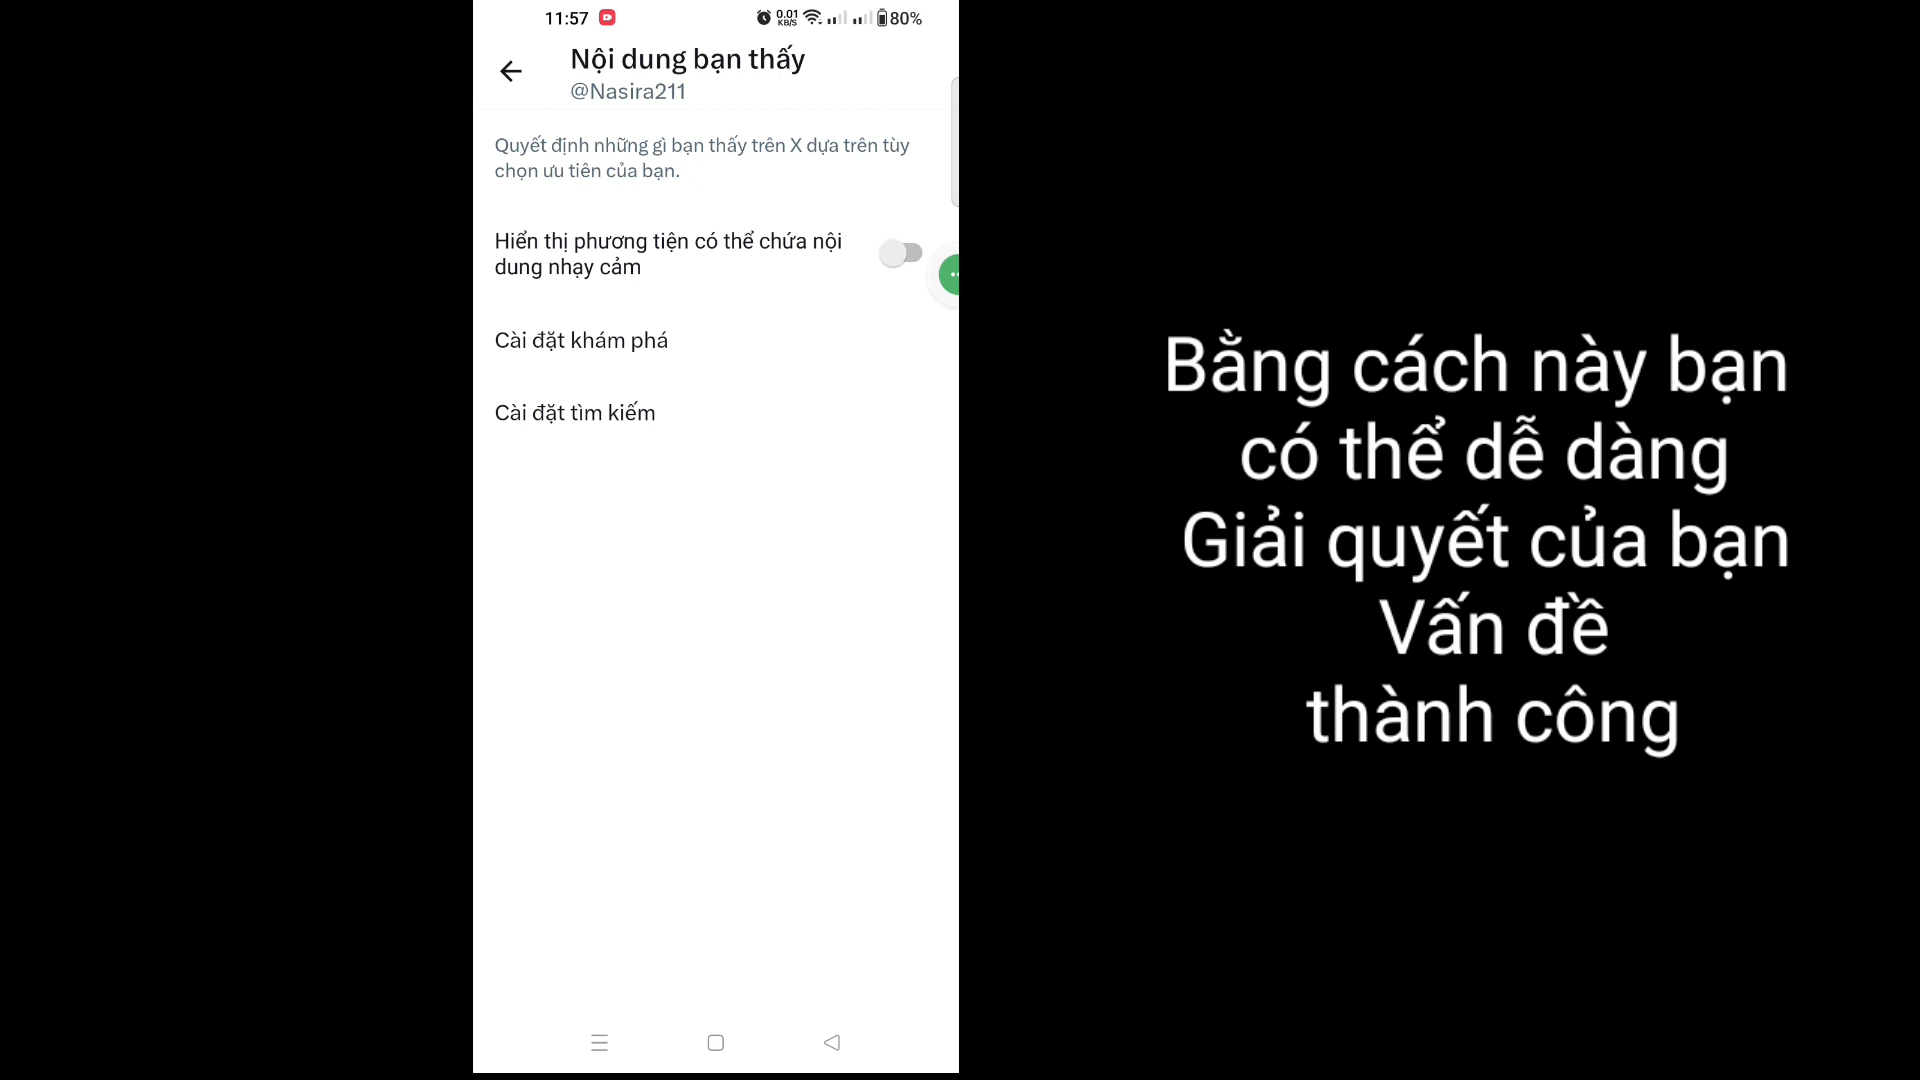 11:57
0.01 KB/S
80%
Nội dung bạn thấy
@Nasira211
Quyết định những gì bạn thấy trên X dựa trên tùy
chọn ưu tiên của bạn.
Hiển thị phương tiện có thể chứa nội
dung nhạy cảm
Cài đặt khám phá
Cài đặt tìm kiếm
Bằng cách này bạn
có thể dễ dàng
Giải quyết của bạn
Vấn đề
thành công